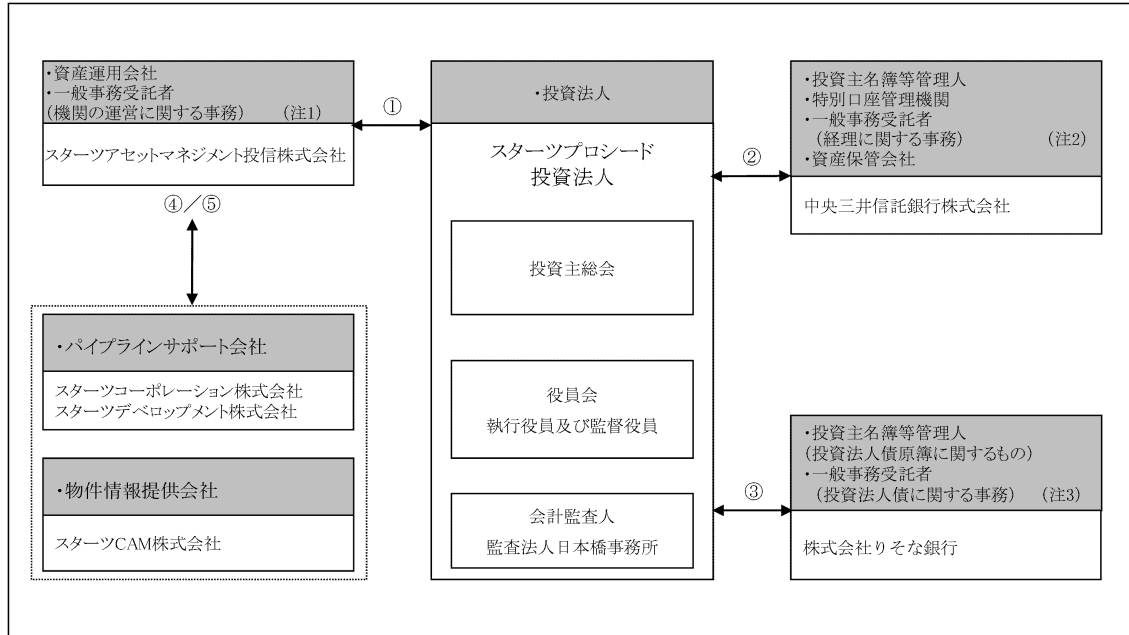 ・資産運用会社
・一般事務受託者
(機関の運営に関する事務) (注1)
スターツアセットマネジメント投信株式会社
①
④／⑤
・パイプラインサポート会社
スターツコーポレーション株式会社
スターツデベロップメント株式会社
・物件情報提供会社
スターツCAM株式会社
・投資法人
スターツプロシード
投資法人
投資主総会
役員会
執行役員及び監督役員
会計監査人
監査法人日本橋事務所
②
・投資主名簿等管理人
・特別口座管理機関
・一般事務受託者
(経理に関する事務) (注2)
・資産保管会社
中央三井信託銀行株式会社
③
・投資主名簿等管理人
(投資法人債原簿に関するもの)
・一般事務受託者
(投資法人債に関する事務) (注3)
株式会社りそな銀行